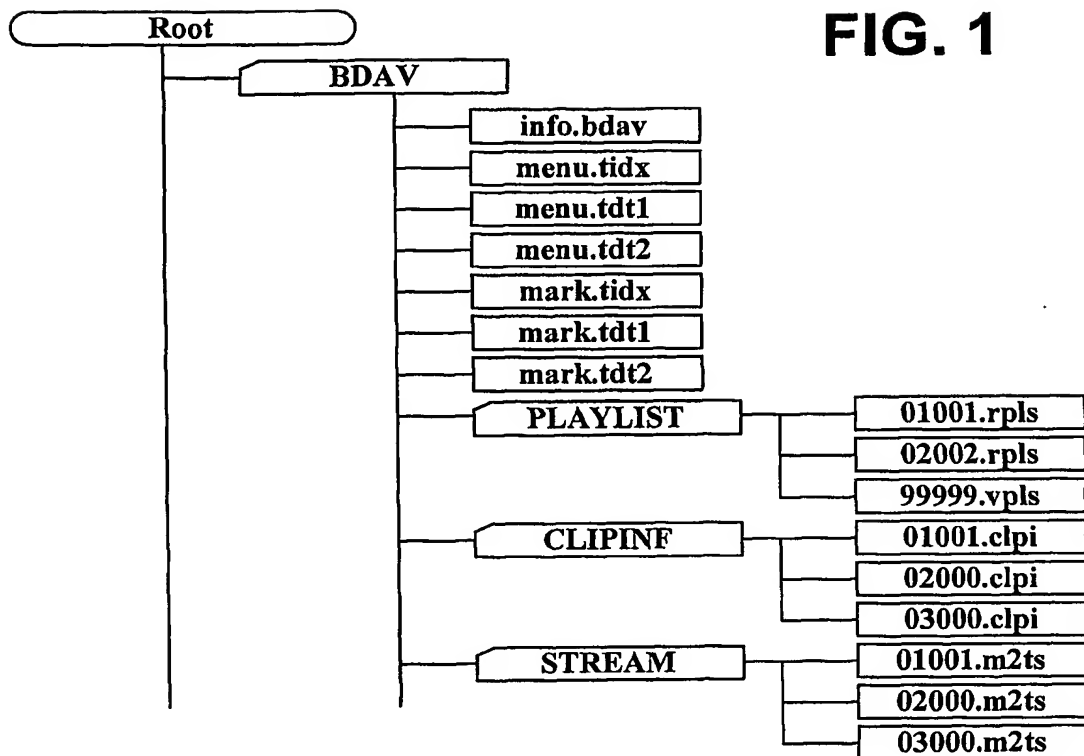 FIG. 1
Root
BDAV
info.bdav
menu.tidx
menu.tdt1
menu.tdt2
mark.tidx
mark.tdt1
mark.tdt2
PLAYLIST
01001.rpls
02002.rpls
99999.vpls
CLIPINF
01001.clpi
02000.clpi
03000.clpi
STREAM
01001.m2ts
02000.m2ts
03000.m2ts